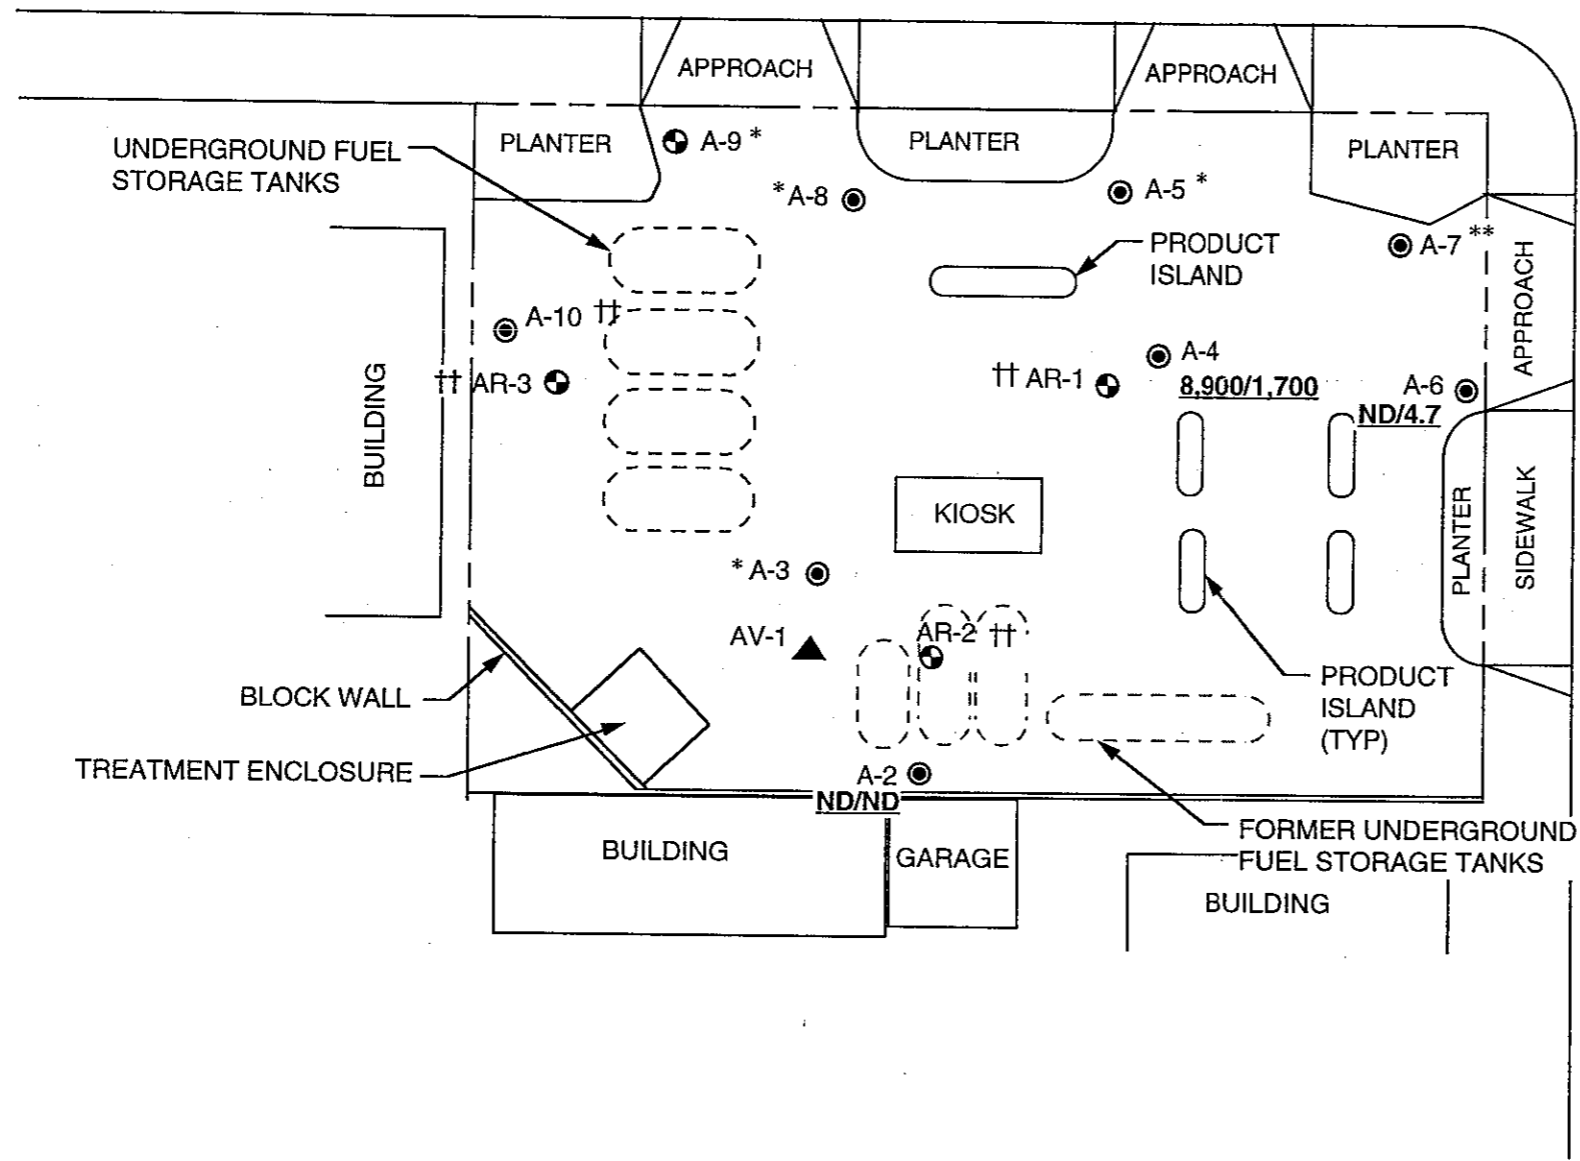 APPROACH
APPROACH
UNDERGROUND FUEL
STORAGE TANKS
PLANTER
A-9 *
PLANTER
PLANTER
*A-8
A-5 *
A-7 **
PRODUCT
ISLAND
APPROACH
A-10 ††
†† AR-3
BUILDING
†† AR-1
A-4
8,900/1,700
A-6
ND/4.7
KIOSK
PLANTER
SIDEWALK
* A-3
AV-1
AR-2 ††
BLOCK WALL
PRODUCT
ISLAND
(TYP)
TREATMENT ENCLOSURE
A-2
ND/ND
BUILDING
GARAGE
FORMER UNDERGROUND
FUEL STORAGE TANKS
BUILDING